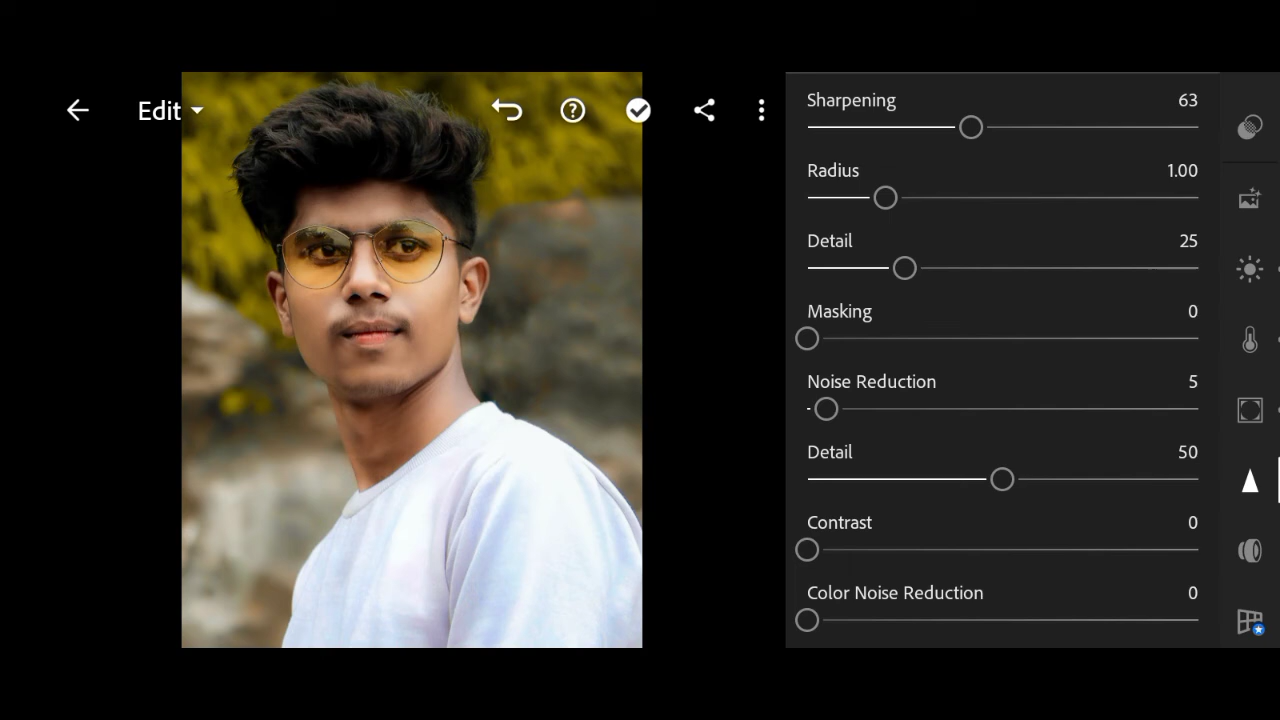 Edit
Sharpening 63
Radius 1.00
Detail 25
Masking 0
Noise Reduction 5
Detail 50
Contrast 0
Color Noise Reduction 0